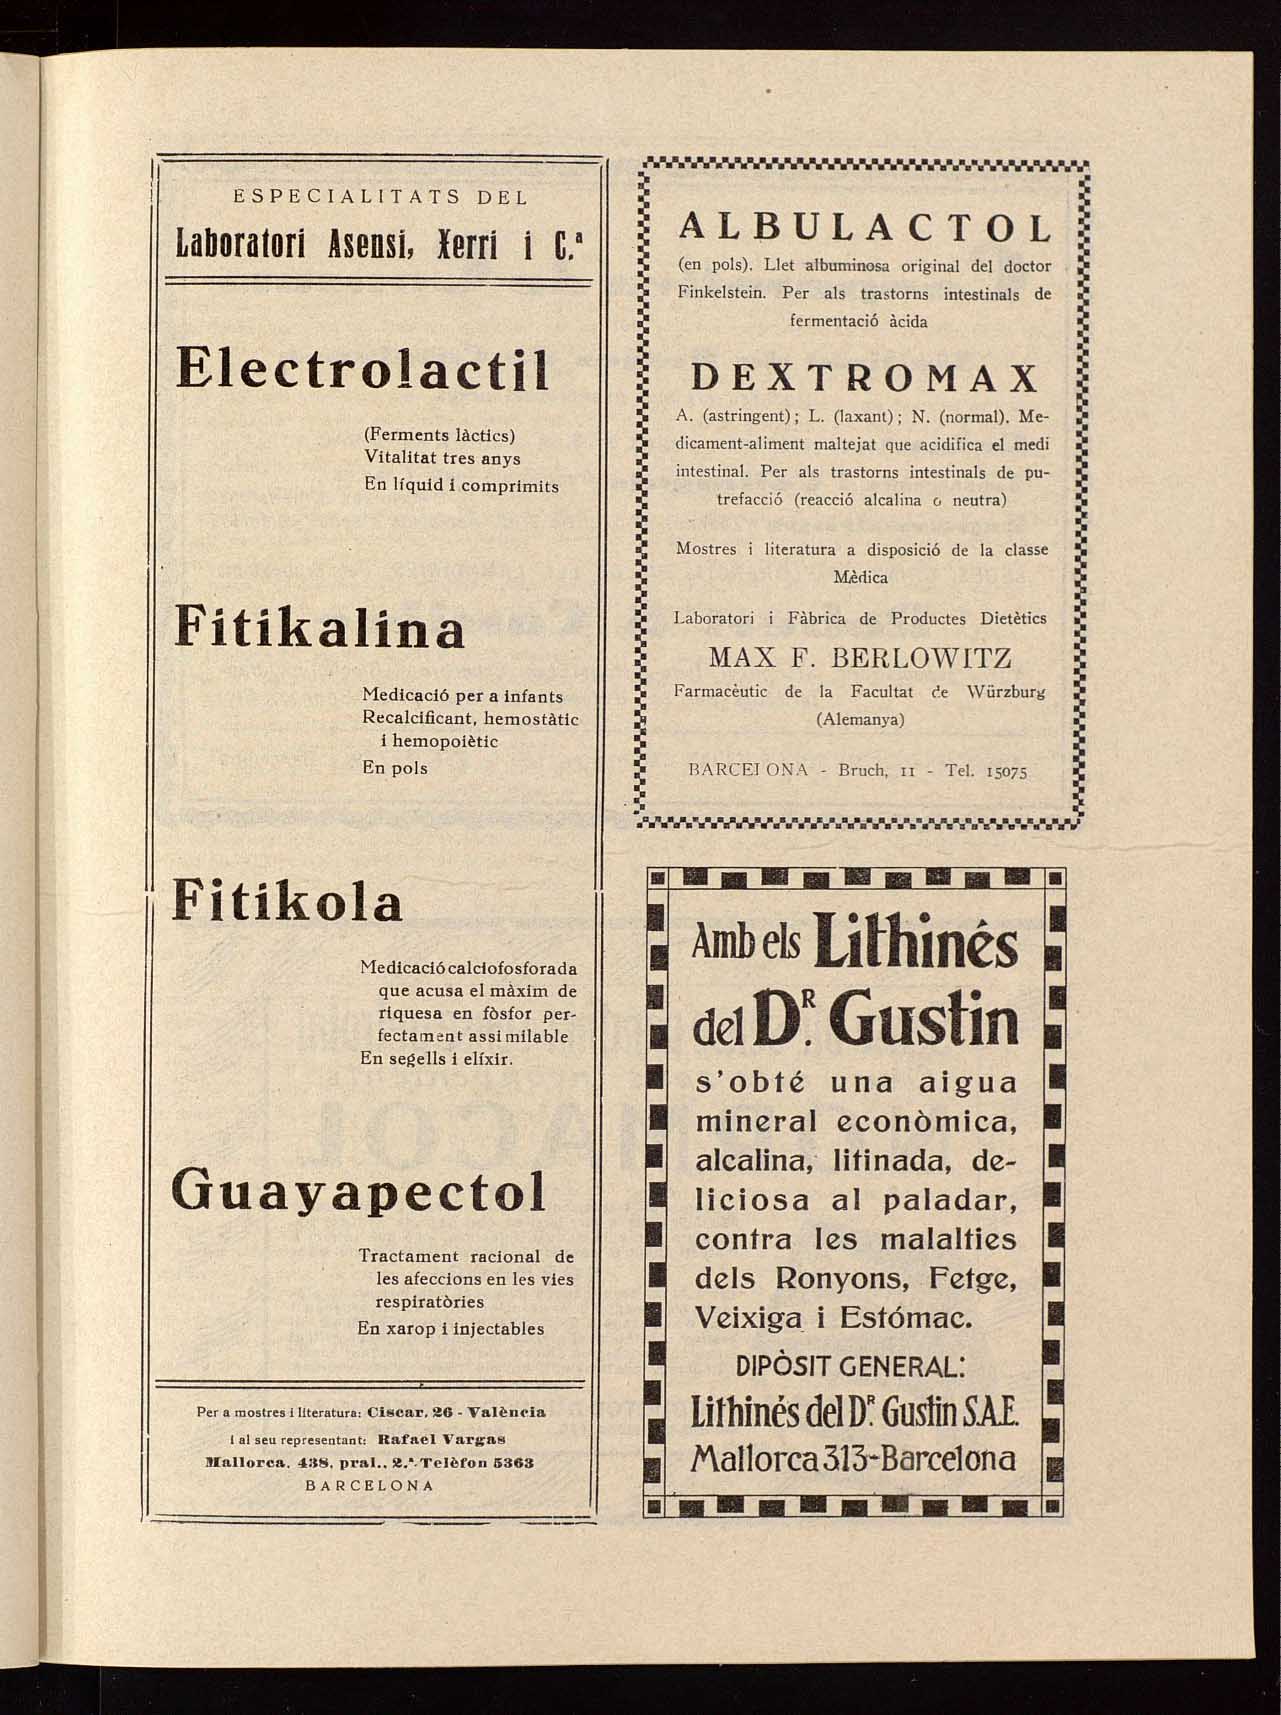 ESPECIALITATS DEL
Laboratori Asensi, Xerri i C.ª
Electrolactil
(Ferments làctics)
Vitalitat tres anys
En líquid i comprimits
Fitikalina
Medicació per a infants
Recalcificant, hemostàtic
i hemopoiètic
En pols
Fitikola
Medicació calciofosforada
que acusa el màxim de
riquesa en fòsfor per-
fectament assimilable
En segells i elíxir.
Guayapectol
Tractament racional de
les afeccions en les vies
respiratòries
En xarop i injectables
Per a mostres i literatura: Ciscar, 26 - València
i al seu representant: Rafael Vargas
Mallorca, 438, pral., 2.ª-Telèfon 5363
BARCELONA
ALBULACTOL
(en pols). Llet albuminosa original del doctor
Finkelstein. Per als trastorns intestinals de
fermentació àcida
DEXTROMAX
A. (astringent); L. (laxant); N. (normal). Me-
dicament-aliment maltejat que acidifica el medi
intestinal. Per als trastorns intestinals de pu-
trefacció (reacció alcalina o neutra)
Mostres i literatura a disposició de la classe
Mèdica
Laboratori i Fàbrica de Productes Dietètics
MAX F. BERLOWITZ
Farmacèutic de la Facultat de Würzburg
(Alemanya)
BARCELONA - Bruch, 11 - Tel. 15075
Amb els Lithinés
del Dᴿ. Gustin
s'obté una aigua
mineral econòmica,
alcalina, litinada, de-
liciosa al paladar,
contra les malalties
dels Ronyons, Fetge,
Veixiga i Estómac.
DIPÒSIT GENERAL:
Lithinés del Dᴿ. Gustin S.A.E.
Mallorca 313-Barcelona